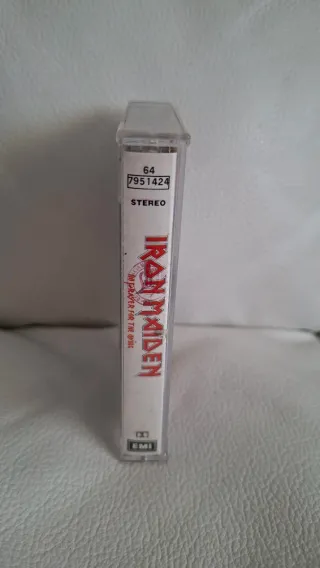 64
7951424
STEREO
IRON MAIDEN
NO PRAYER FOR THE DYING
EMI